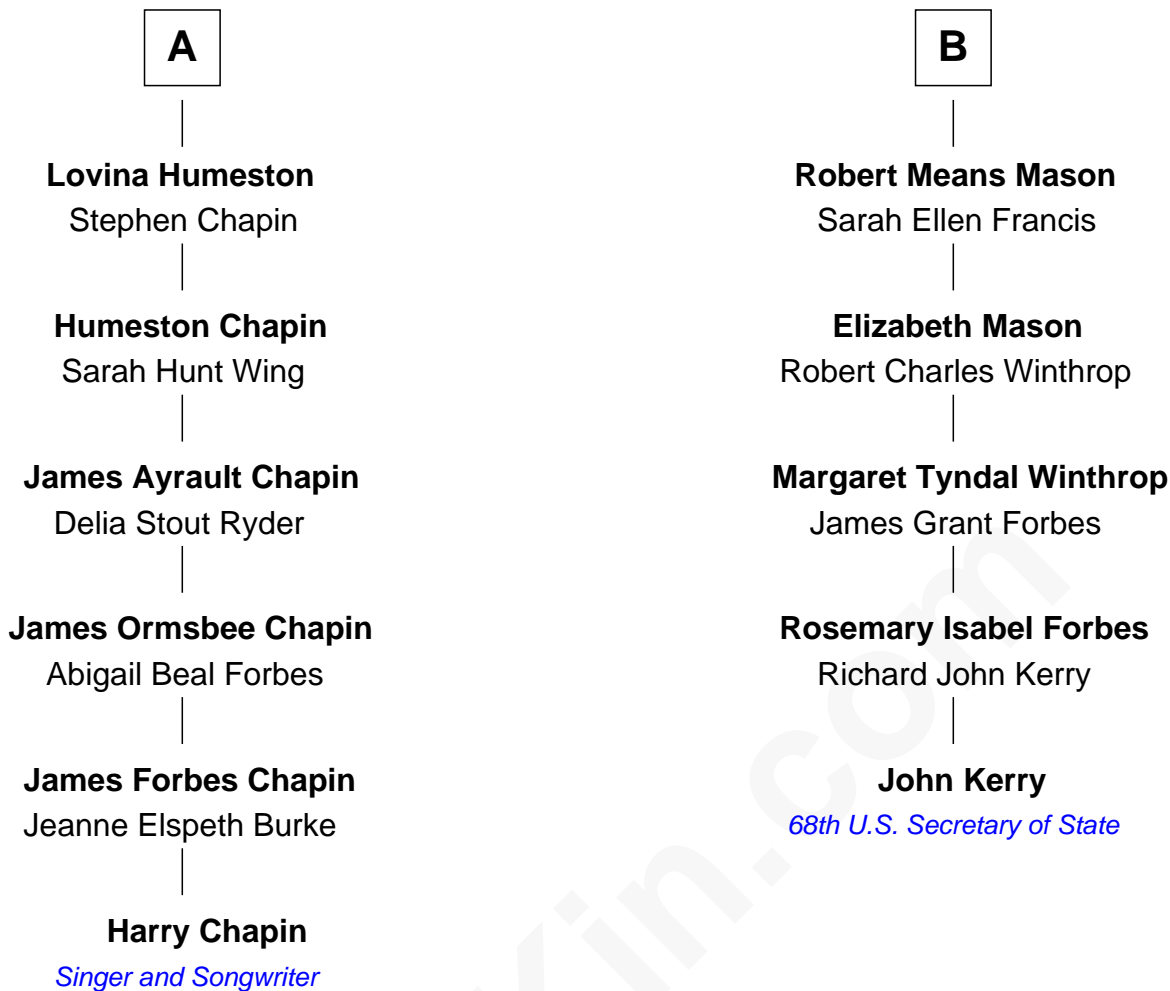 A
Lovina Humeston
Stephen Chapin
Humeston Chapin
Sarah Hunt Wing
James Ayrault Chapin
Delia Stout Ryder
James Ormsbee Chapin
Abigail Beal Forbes
James Forbes Chapin
Jeanne Elspeth Burke
Harry Chapin
Singer and Songwriter
B
Robert Means Mason
Sarah Ellen Francis
Elizabeth Mason
Robert Charles Winthrop
Margaret Tyndal Winthrop
James Grant Forbes
Rosemary Isabel Forbes
Richard John Kerry
John Kerry
68th U.S. Secretary of State